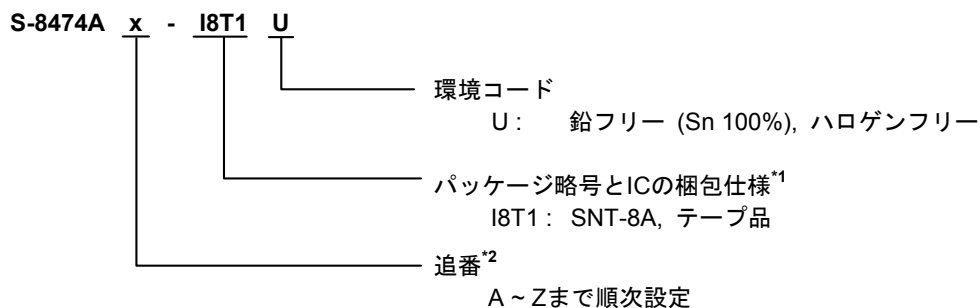 S-8474A x - I8T1 U
環境コード
U : 鉛フリー (Sn 100%), ハロゲンフリー
パッケージ略号とICの梱包仕様*1
I8T1 : SNT-8A, テープ品
追番*2
A ~ Zまで順次設定